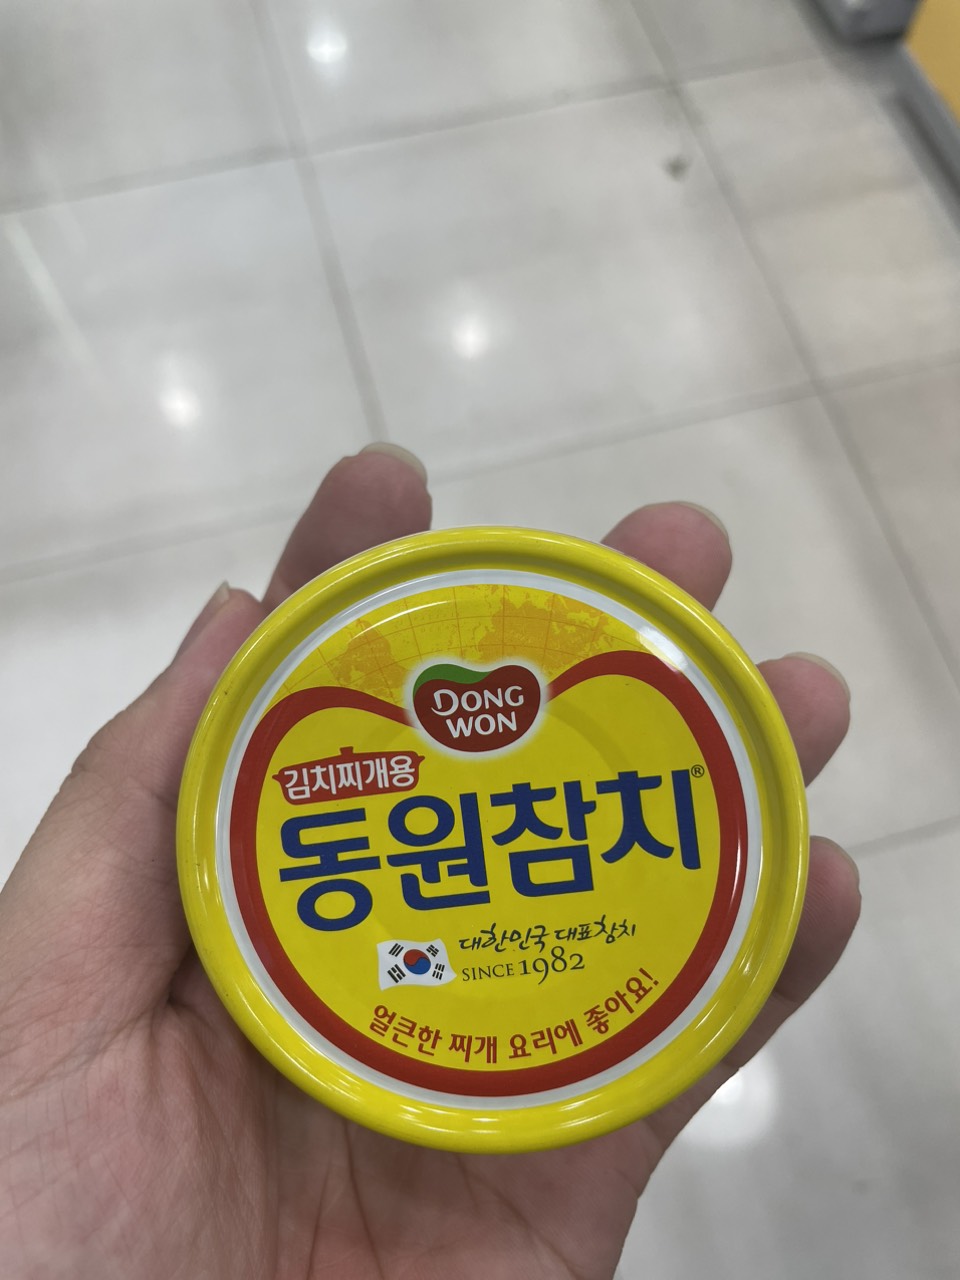 DONG
WON
김치찌개용
동원참치®
대한민국 대표참치
SINCE 1982
얼큰한 찌개 요리에 좋아요!